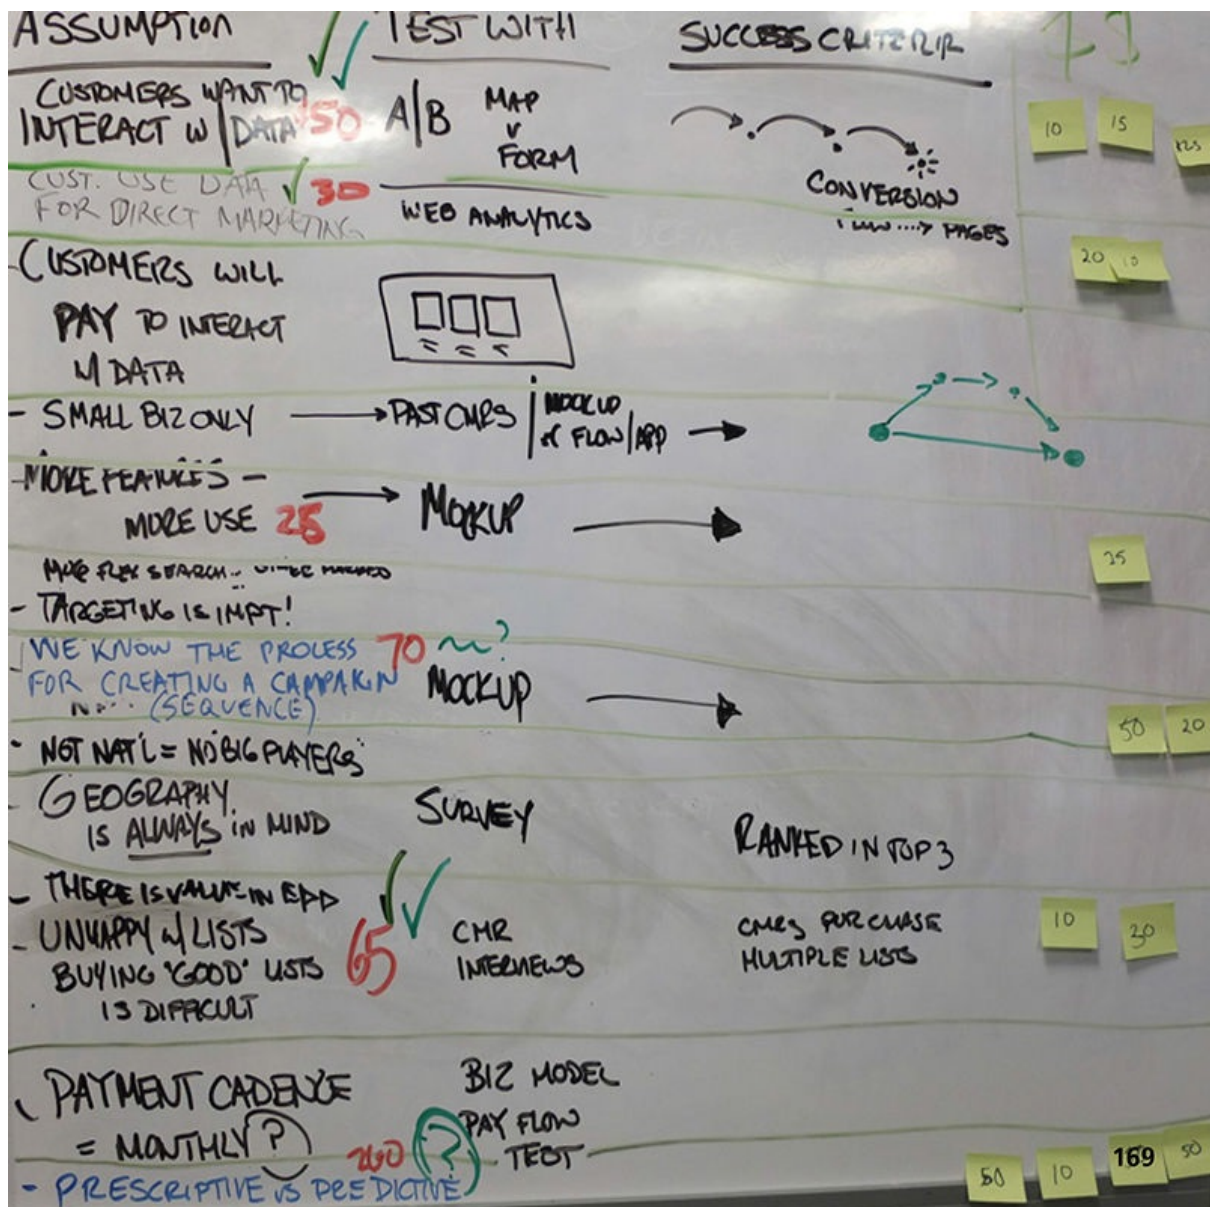 ASSUMPTION
TEST WITH
SUCCESS CRITERIA
CUSTOMERS WANT TO
INTERACT W/ DATA 50
A/B MAP
v
FORM
10
15
CONVERSION
PAGES
CUST. USE DATA 30
FOR DIRECT MARKETING
WEB ANALYTICS
20
10
CUSTOMERS WILL
PAY TO INTERACT
W DATA
- SMALL BIZ ONLY
PAST CMRS
MOCKUP
of FLOW/APP
- MORE FEATURES -
MORE USE 25
MOCKUP
25
SEARCH
- TARGETING IS IMPT!
WE KNOW THE PROCESS 70 ?
FOR CREATING A CAMPAIGN
(SEQUENCE)
MOCKUP
50
20
- NOT NAT'L = NO BIG PLAYERS
- GEOGRAPHY
IS ALWAYS IN MIND
SURVEY
RANKED IN TOP 3
- THERE IS VALUE IN EDD
- UNHAPPY W/ LISTS
BUYING 'GOOD' LISTS
IS DIFFICULT
65
CMR
INTERVIEWS
CMRS PURCHASE
MULTIPLE LISTS
10
30
PAYMENT CADENCE
= MONTHLY ?
200 ?
BIZ MODEL
PAY FLOW
TEST
- PRESCRIPTIVE VS PREDICTIVE
50
10
169
50